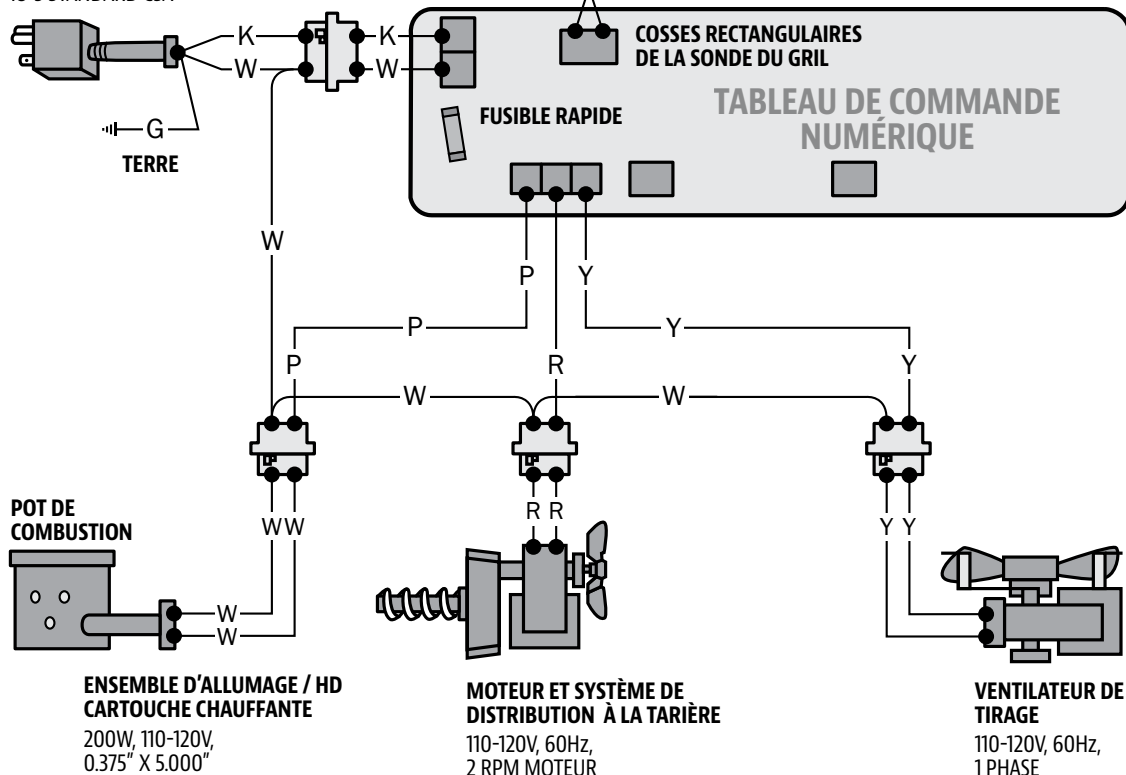 COSSES RECTANGULAIRES
DE LA SONDE DU GRIL
K
K
W
W
TABLEAU DE COMMANDE
NUMÉRIQUE
FUSIBLE RAPIDE
G
TERRE
W
P
Y
P
Y
P
R
Y
W
W
POT DE
COMBUSTION
W W
R R
Y Y
W
W
ENSEMBLE D'ALLUMAGE / HD
CARTOUCHE CHAUFFANTE
200W, 110-120V,
0.375" X 5.000"
MOTEUR ET SYSTÈME DE
DISTRIBUTION À LA TARIÈRE
110-120V, 60Hz,
2 RPM MOTEUR
VENTILATEUR DE
TIRAGE
110-120V, 60Hz,
1 PHASE